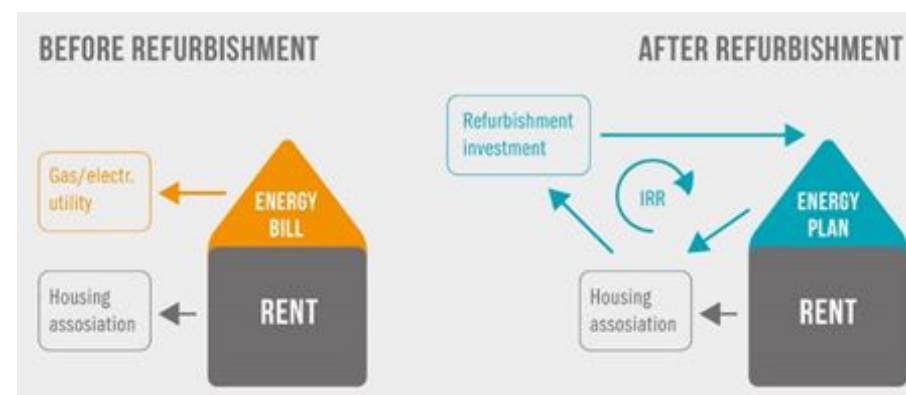 BEFORE REFURBISHMENT
Gas/electr.
utility
ENERGY
BILL
Housing
assosiation
RENT
AFTER REFURBISHMENT
Refurbishment
investment
IRR
ENERGY
PLAN
Housing
assosiation
RENT